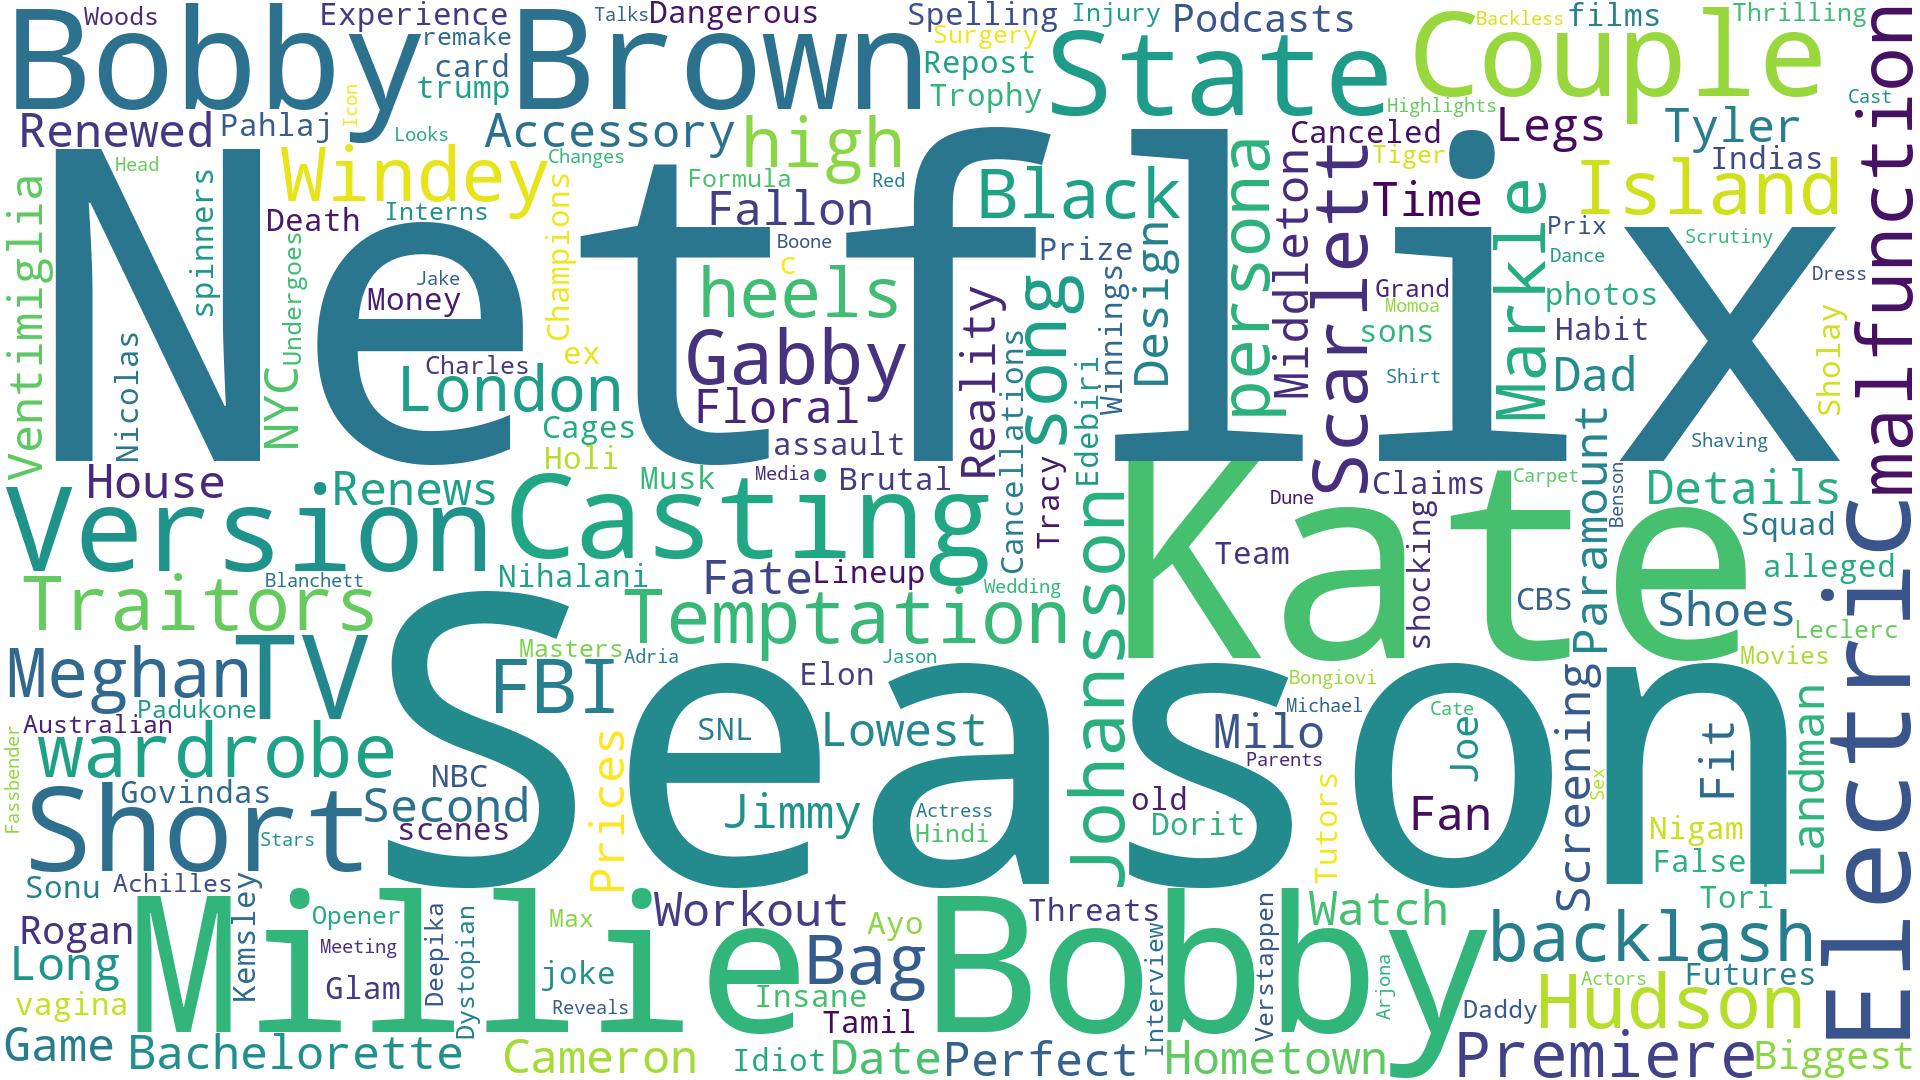 Woods
Experience
Talks
Dangerous
Spelling
Injury
Podcasts
Backless
films
Thrilling
Bobby
remake
Brown
Surgery
State
Couple
malfunction
card
trump
Repost
Trophy
Icon
Highlights
Cast
Renewed
Pahlaj
Looks
Accessory
high
Canceled
Legs
Tyler
Head
Windey
Changes
Tiger
Indias
Netflix
spinners
Formula
Red
Black
persona
Middleton
Scarlett
Time
Markle
Island
Death
Interns
Champions
Fallon
Boone
Prize
Design
Prix
Scrutiny
Ventimiglia
Undergoes
Jake
Money
c
heels
Reality
song
Winnings
Grand
Momoa
Dance
photos
Dress
Nicolas
NYC
Charles
London
ex
Gabby
Floral
Cancellations
Edebiri
sons
Shirt
Habit
Dad
Sholay
Cages
Holi
assault
Tracy
Paramount
Shaving
House
Renews
Musk
Media
Brutal
Kate
Dune
Claims
Carpet
Benson
Details
Version
Casting
Johansson
Team
shocking
Squad
Electric
Traitors
Blanchett
Nihalani
Fate
Lineup
Wedding
CBS
alleged
Temptation
Shoes
Leclerc
Meghan
TV
Season
Masters
FBI
Adria
Elon
Jason
Bongiovi
Movies
Padukone
Australian
Prices
SNL
Lowest
Milo
Michael
Cate
Joe
Screening
Fit
Landman
Fassbender
wardrobe
NBC
Parents
Sex
Short
Govindas
Second
scenes
Stars
Jimmy
Actress
Hindi
old
Dorit
Tutors
Fan
Nigam
False
Sonu
Achilles
Kemsley
Tori
Rogan
Millie
Opener
Deepika
Dystopian
Max
Workout
Ayo
Bobby
Threats
Interview
Verstappen
Watch
backlash
Long
Meeting
Glam
joke
Bag
Arjona
Actors
Futures
vagina
Reveals
Insane
Tamil
Daddy
Hudson
Game
Bachelorette
Cameron
Idiot
Date
Perfect
Hometown
Premiere
Biggest